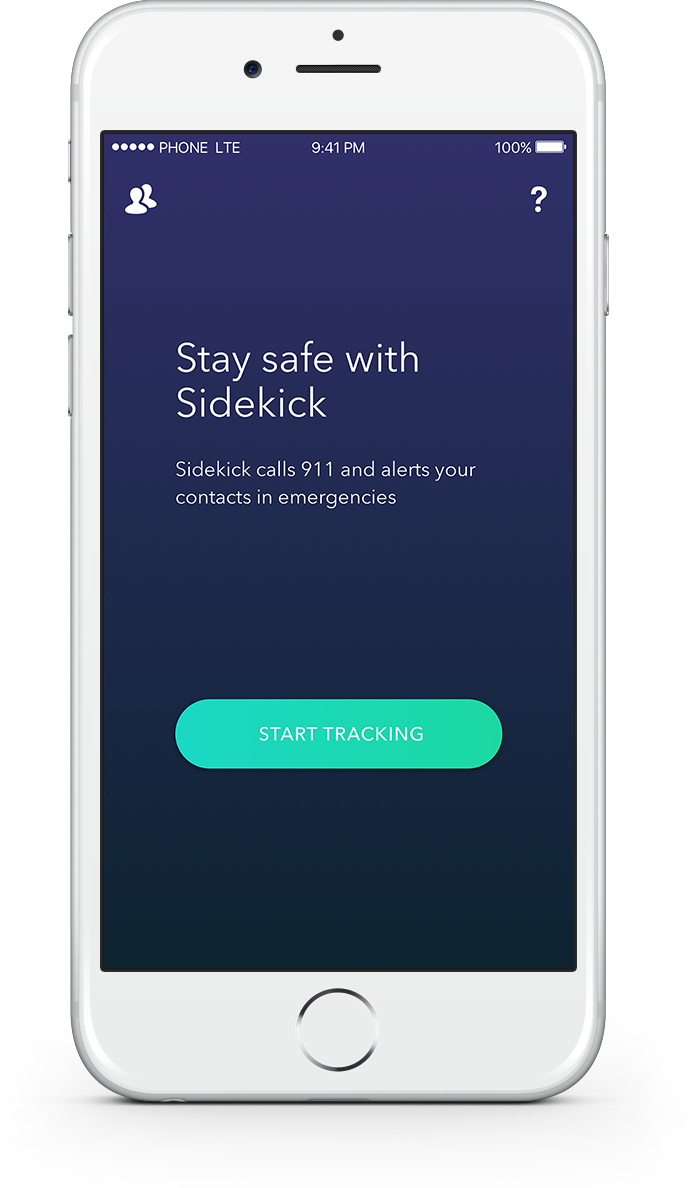 PHONE LTE 9:41 PM 100%
?
Stay safe with
Sidekick
Sidekick calls 911 and alerts your
contacts in emergencies
START TRACKING